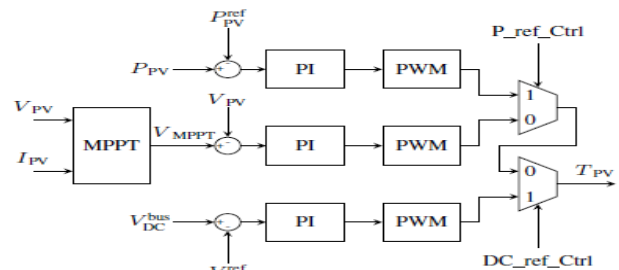 P_PV^ref
P_ref_Ctrl
P_PV
+
-
PI
PWM
1
0
V_PV
V_PV
MPPT
V_MPPT
+
-
PI
PWM
I_PV
0
1
T_PV
V_DC^bus
+
-
PI
PWM
DC_ref_Ctrl